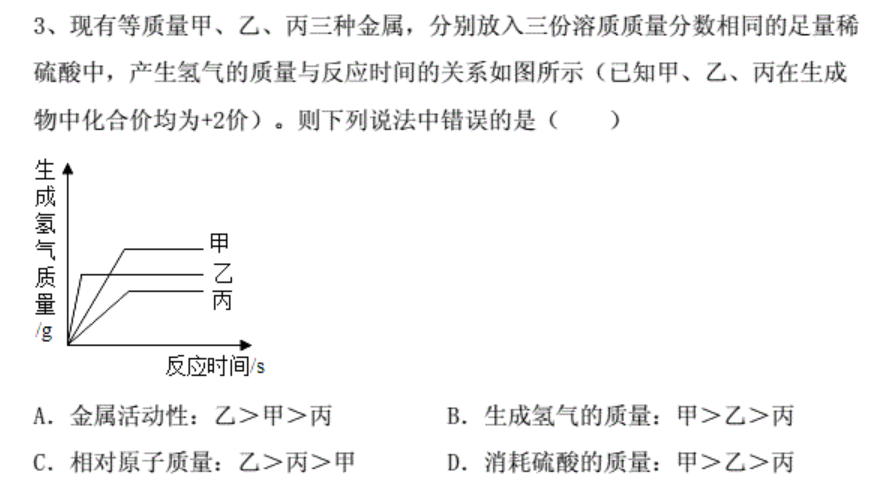 3、现有等质量甲、乙、丙三种金属，分别放入三份溶质质量分数相同的足量稀
硫酸中，产生氢气的质量与反应时间的关系如图所示（已知甲、乙、丙在生成
物中化合价均为+2价）。则下列说法中错误的是（　　）
生成氢气质量/g
甲
乙
丙
反应时间/s
A．金属活动性：乙＞甲＞丙
B．生成氢气的质量：甲＞乙＞丙
C．相对原子质量：乙＞丙＞甲
D．消耗硫酸的质量：甲＞乙＞丙